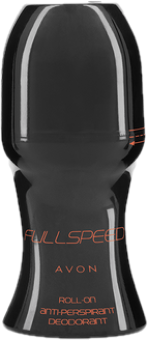 FULLSPEED
AVON
ROLL-ON
ANTI-PERSPIRANT
DEODORANT